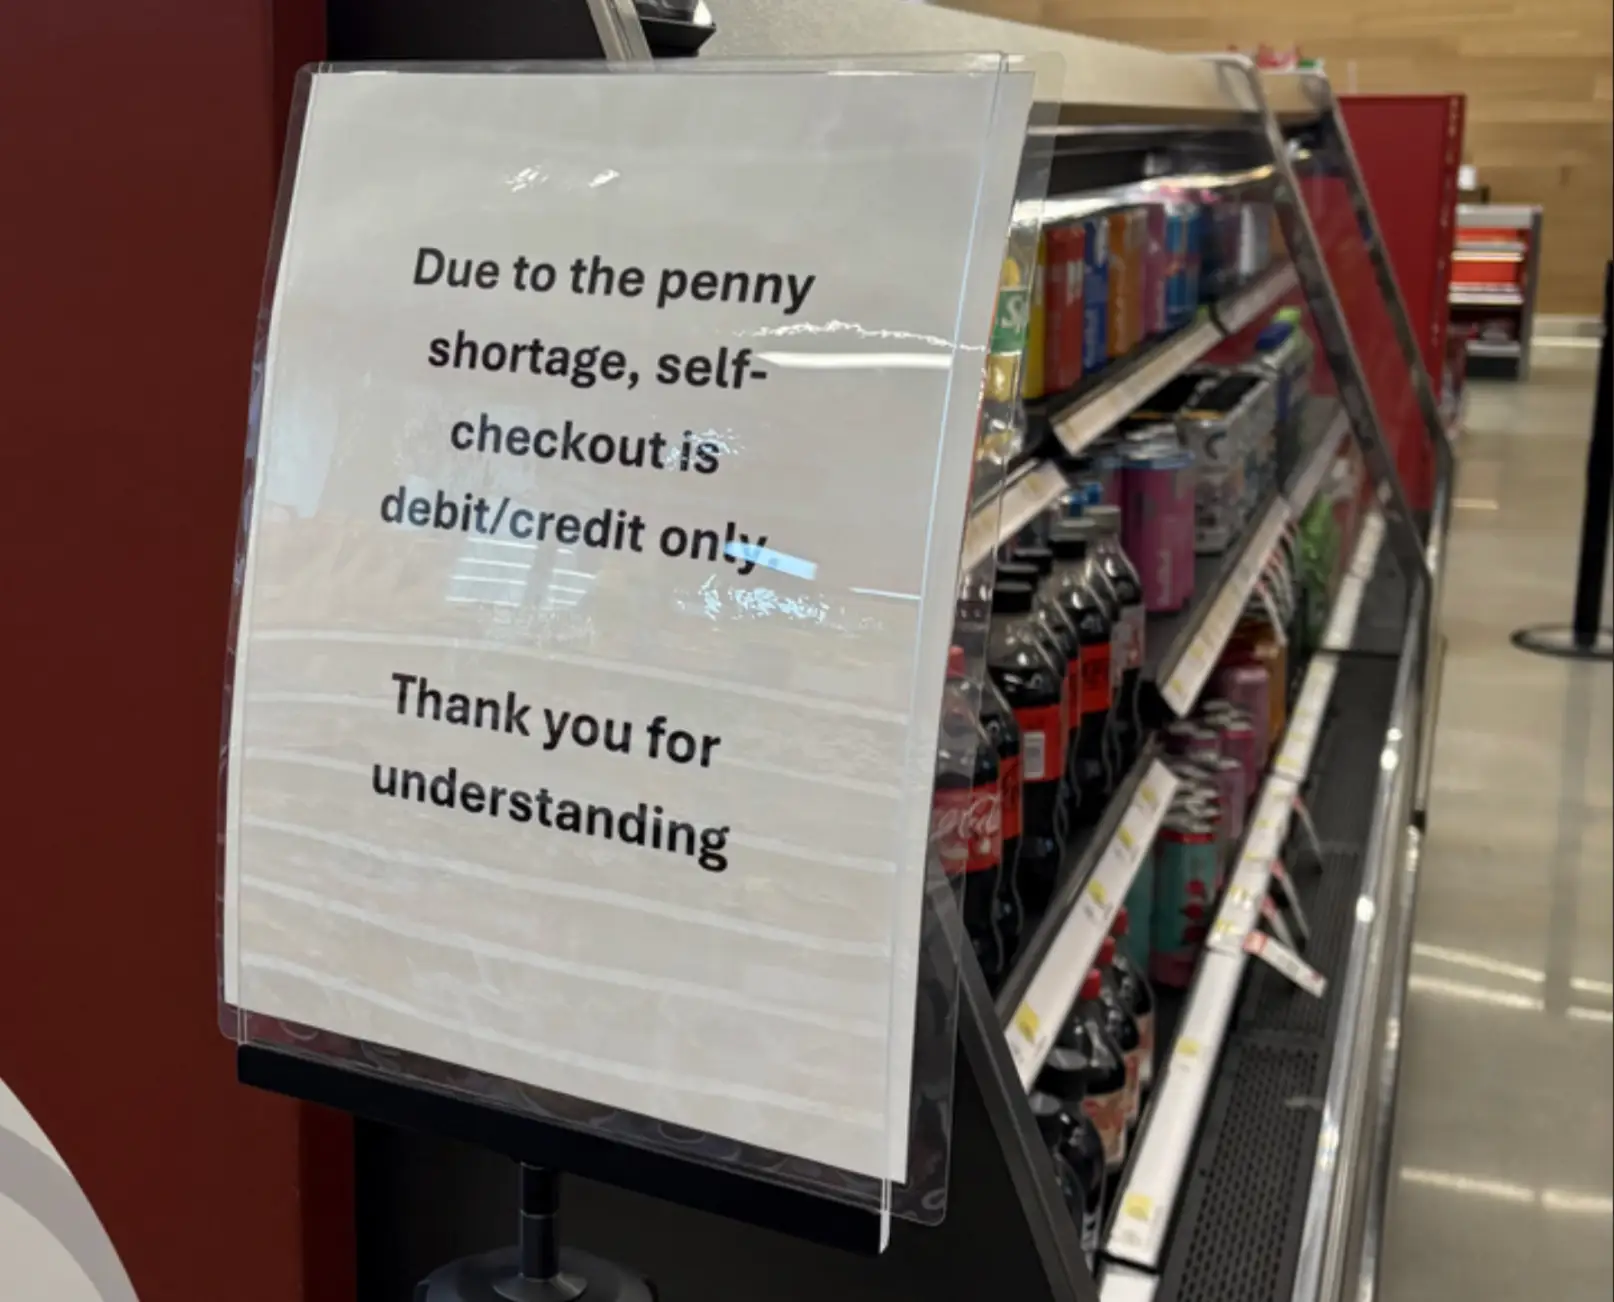 Due to the penny
shortage, self-
checkout is
debit/credit only.
Thank you for
understanding